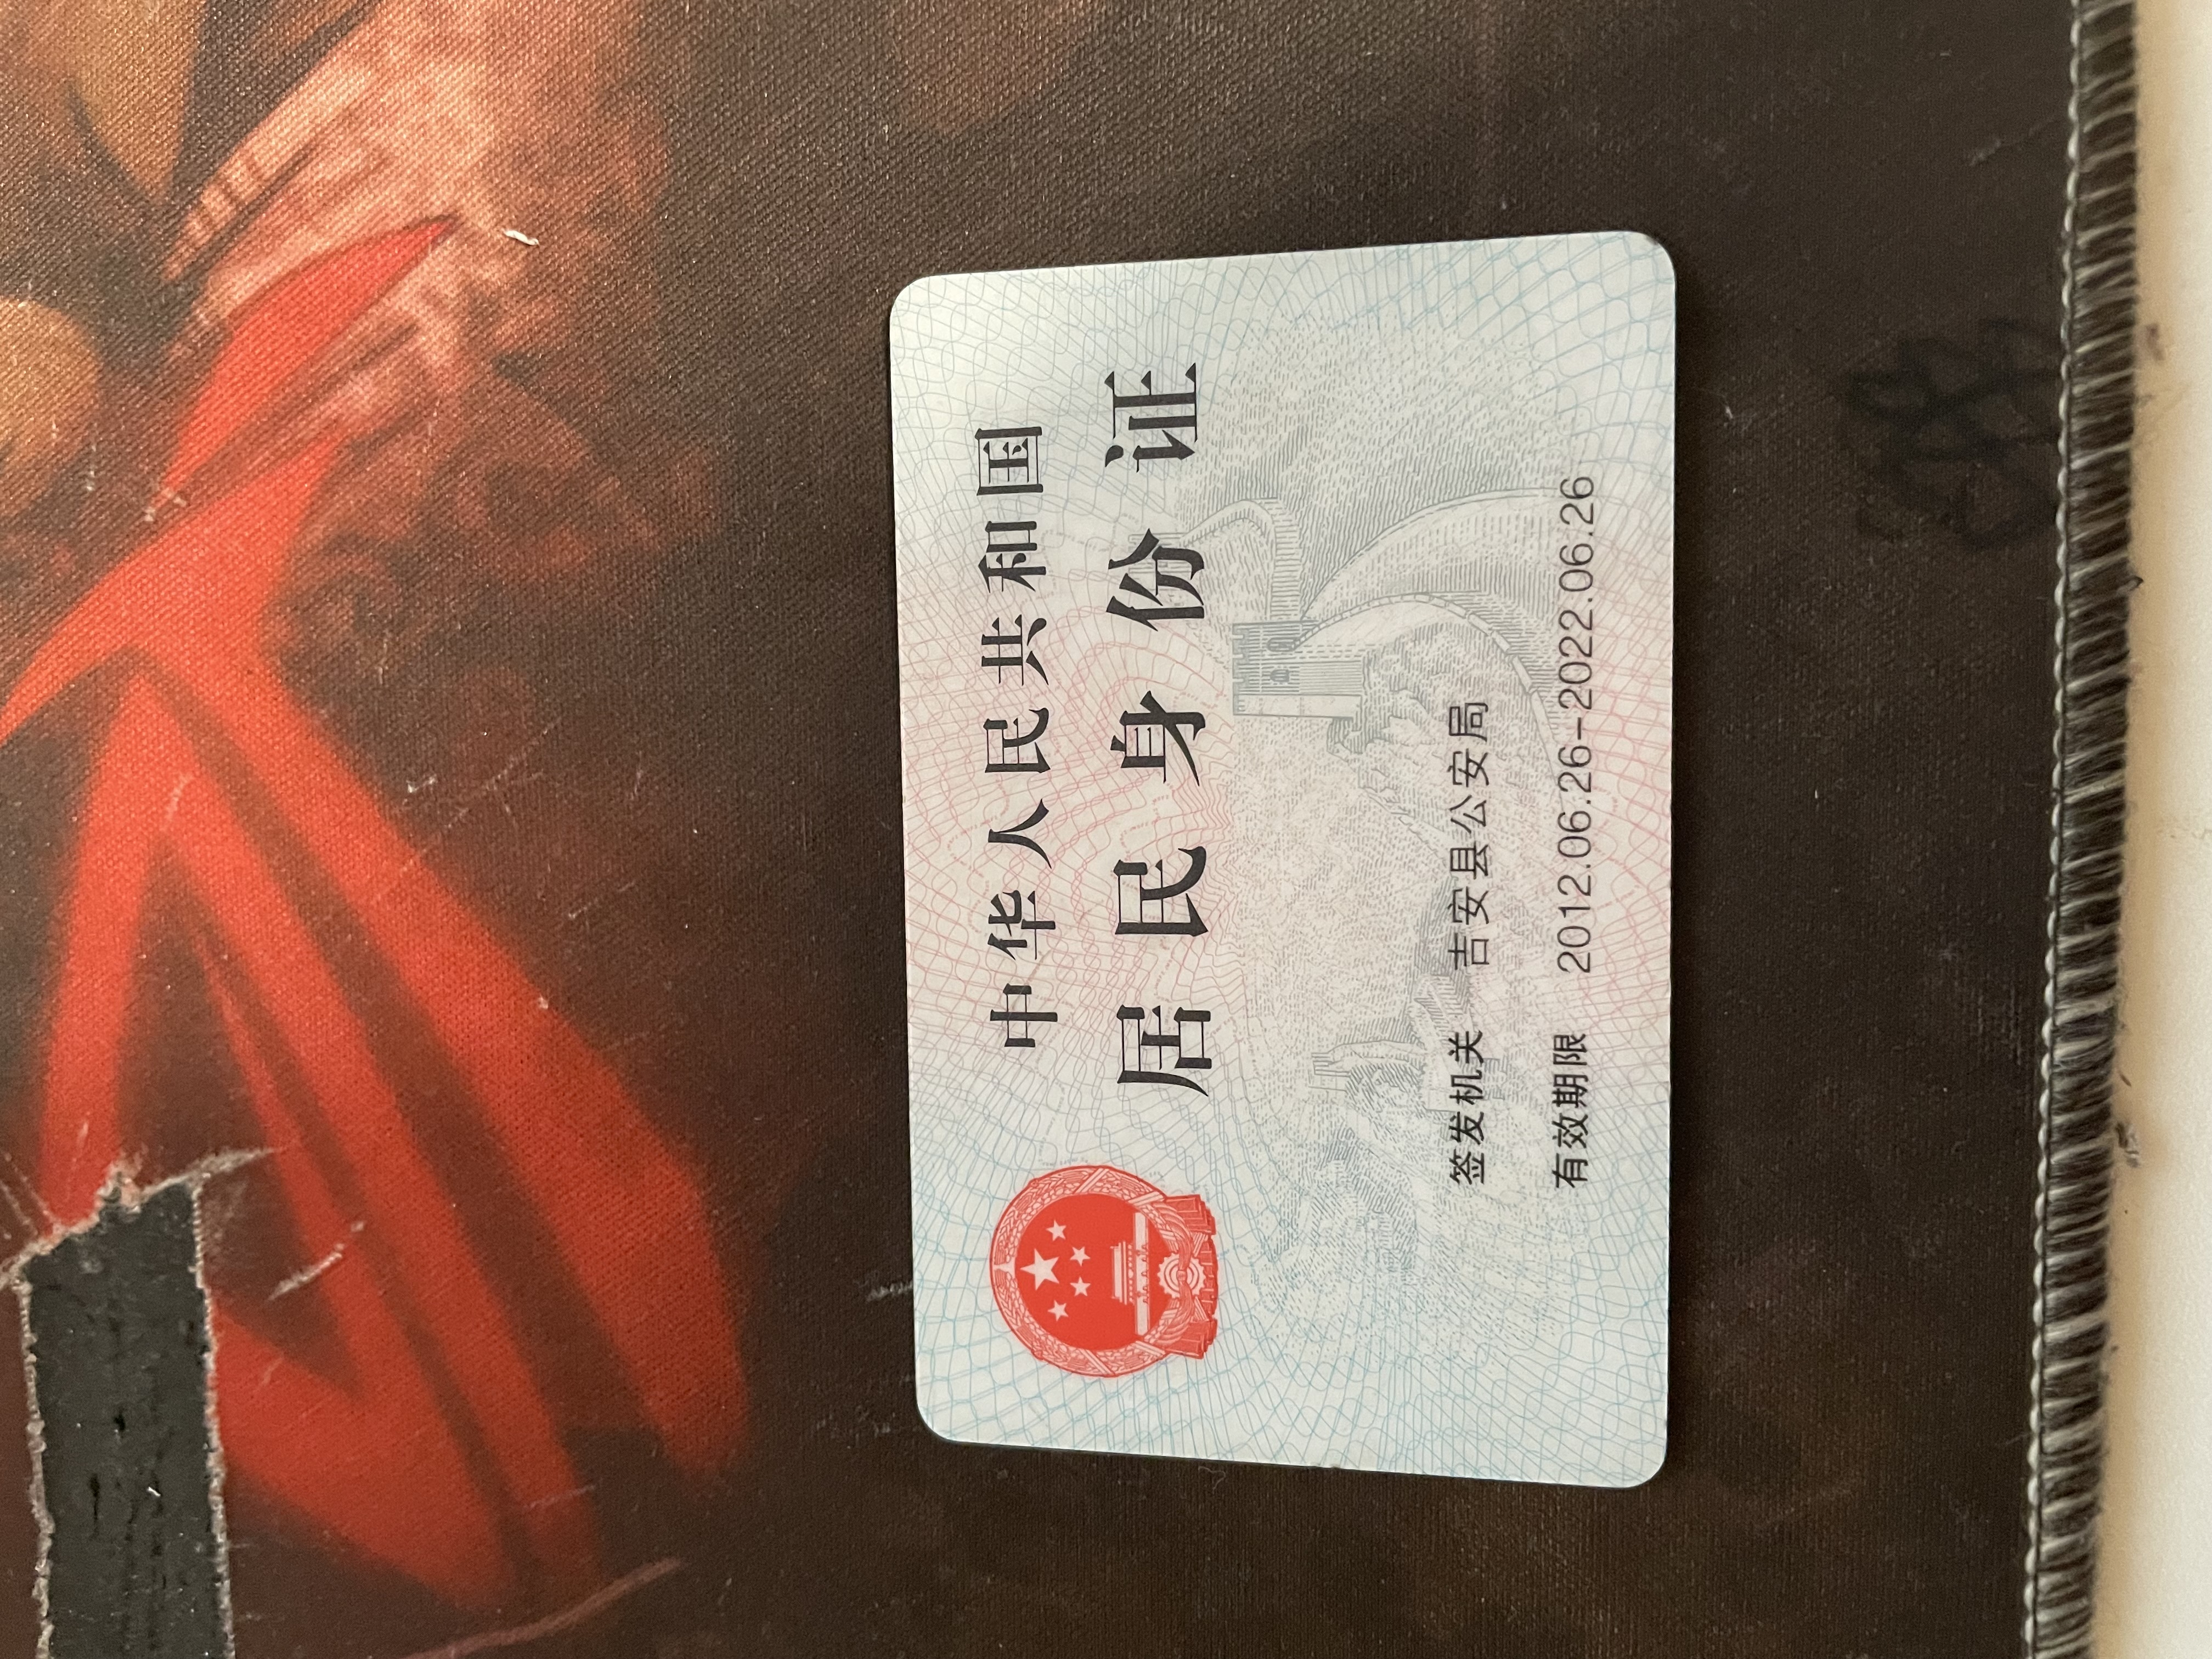 中华人民共和国
居民身份证
签发机关 吉安县公安局
有效期限 2012.06.26-2022.06.26